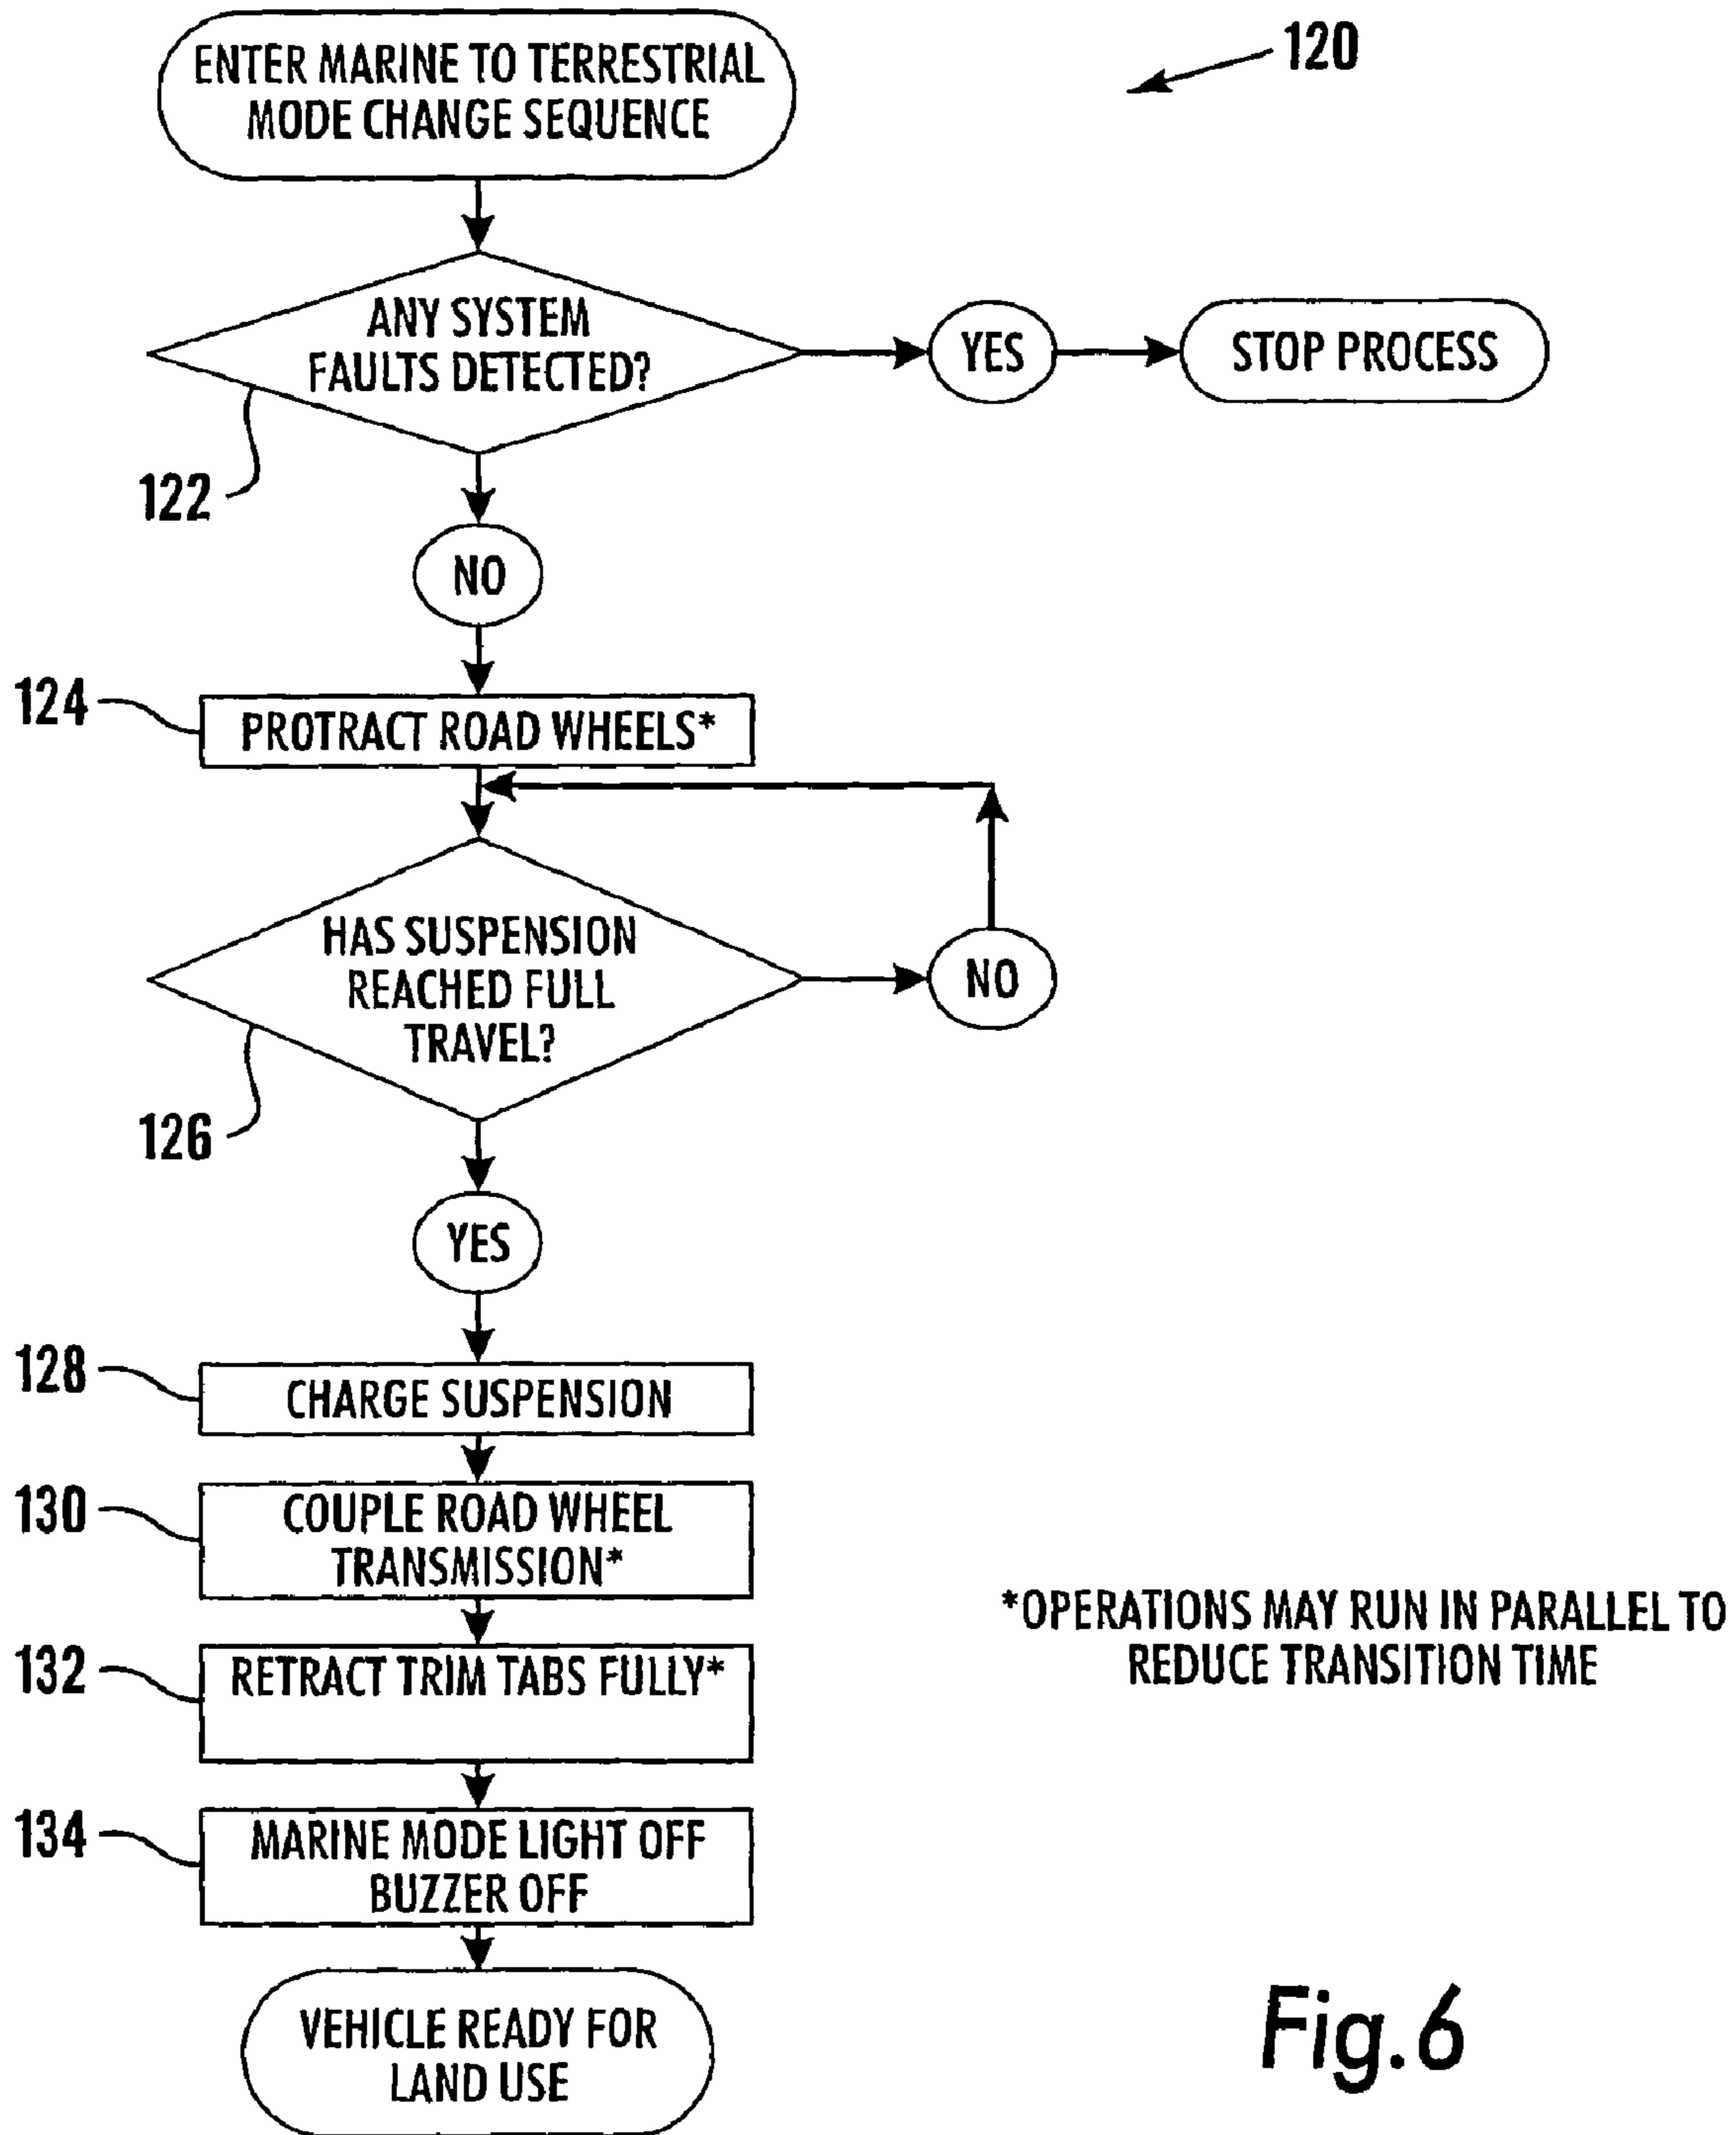 ENTER MARINE TO TERRESTRIAL
MODE CHANGE SEQUENCE
120
ANY SYSTEM
FAULTS DETECTED?
YES
STOP PROCESS
122
NO
124
PROTRACT ROAD WHEELS*
HAS SUSPENSION
REACHED FULL
TRAVEL?
NO
126
YES
128
CHARGE SUSPENSION
130
COUPLE ROAD WHEEL
TRANSMISSION*
*OPERATIONS MAY RUN IN PARALLEL TO
REDUCE TRANSITION TIME
132
RETRACT TRIM TABS FULLY*
134
MARINE MODE LIGHT OFF
BUZZER OFF
VEHICLE READY FOR
LAND USE
Fig.6